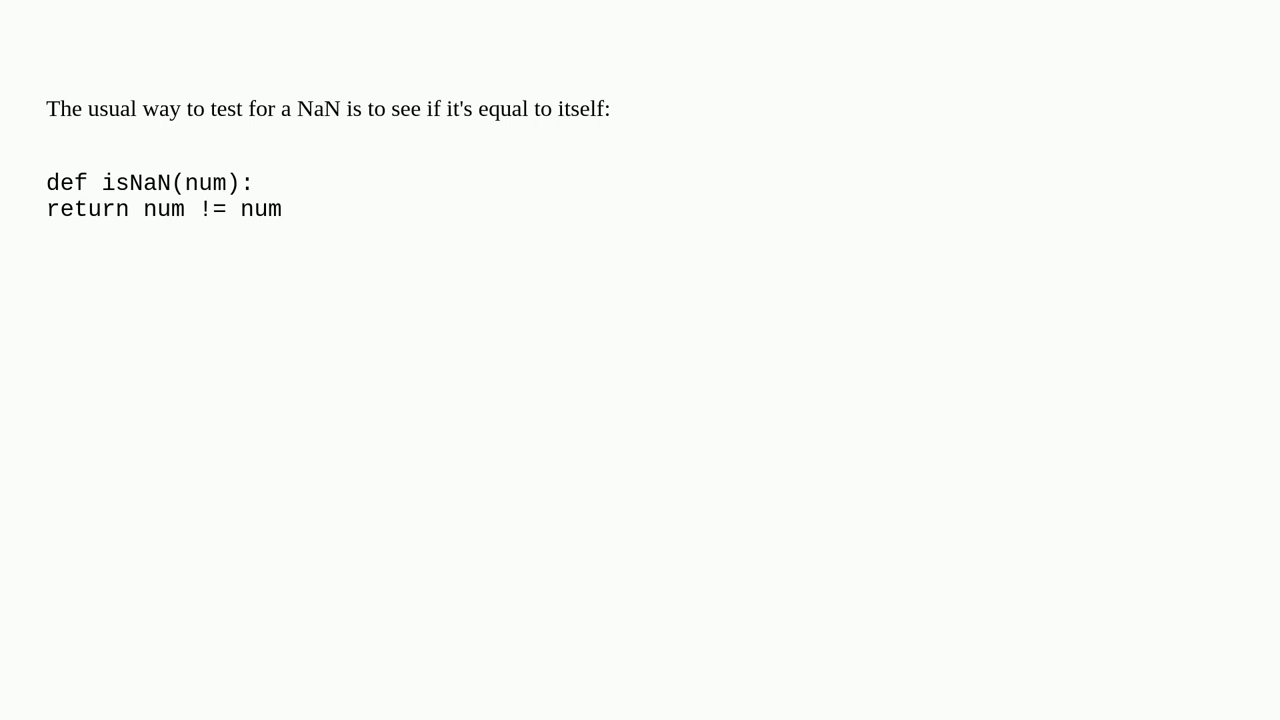 The usual way to test for a NaN is to see if it's equal to itself:
def isNaN(num):
return num != num